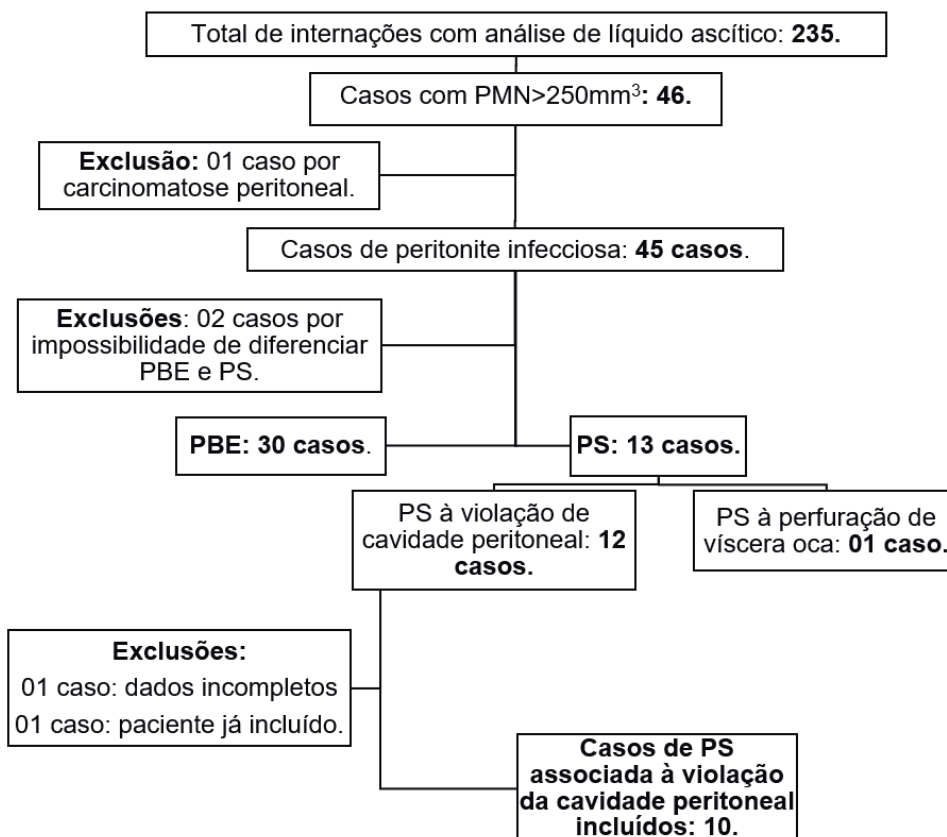 Total de internações com análise de líquido ascítico: 235.
Casos com PMN>250mm³: 46.
Exclusão: 01 caso por
carcinomatose peritoneal.
Casos de peritonite infecciosa: 45 casos.
Exclusões: 02 casos por
impossibilidade de diferenciar
PBE e PS.
PBE: 30 casos.
PS: 13 casos.
PS à violação de
cavidade peritoneal: 12
casos.
PS à perfuração de
víscera oca: 01 caso.
Exclusões:
01 caso: dados incompletos
01 caso: paciente já incluído.
Casos de PS
associada à violação
da cavidade peritoneal
incluídos: 10.